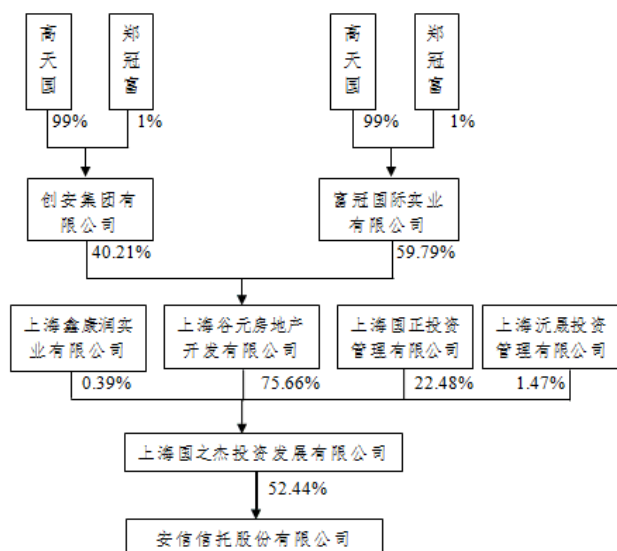 高天国
郑冠富
高天国
郑冠富
99%
1%
99%
1%
创安集团有
限公司
富冠国际实业
有限公司
40.21%
59.79%
上海鑫康润实
业有限公司
上海谷元房地产
开发有限公司
上海国正投资
管理有限公司
上海沅晟投资
管理有限公司
0.39%
75.66%
22.48%
1.47%
上海国之杰投资发展有限公司
52.44%
安信信托股份有限公司